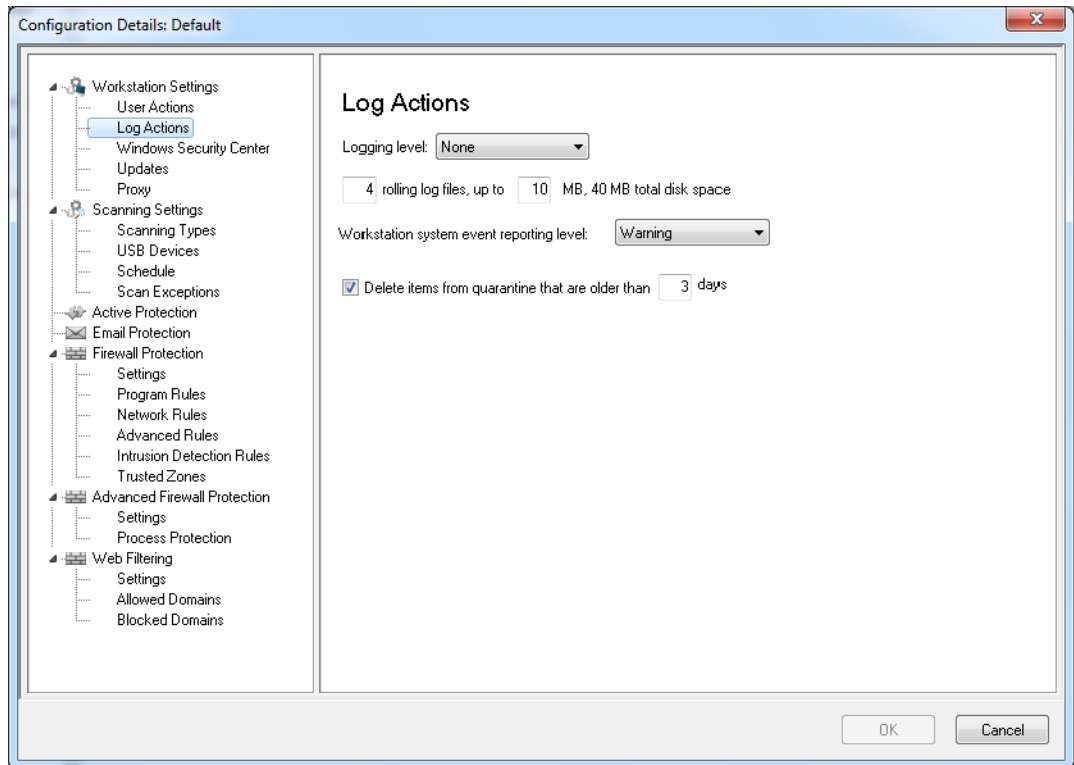 Configuration Details: Default
Workstation Settings
User Actions
Log Actions
Windows Security Center
Updates
Proxy
Scanning Settings
Scanning Types
USB Devices
Schedule
Scan Exceptions
Active Protection
Email Protection
Firewall Protection
Settings
Program Rules
Network Rules
Advanced Rules
Intrusion Detection Rules
Trusted Zones
Advanced Firewall Protection
Settings
Process Protection
Web Filtering
Settings
Allowed Domains
Blocked Domains
Log Actions
Logging level: None
4 rolling log files, up to 10 MB, 40 MB total disk space
Workstation system event reporting level: Warning
Delete items from quarantine that are older than 3 days
OK Cancel